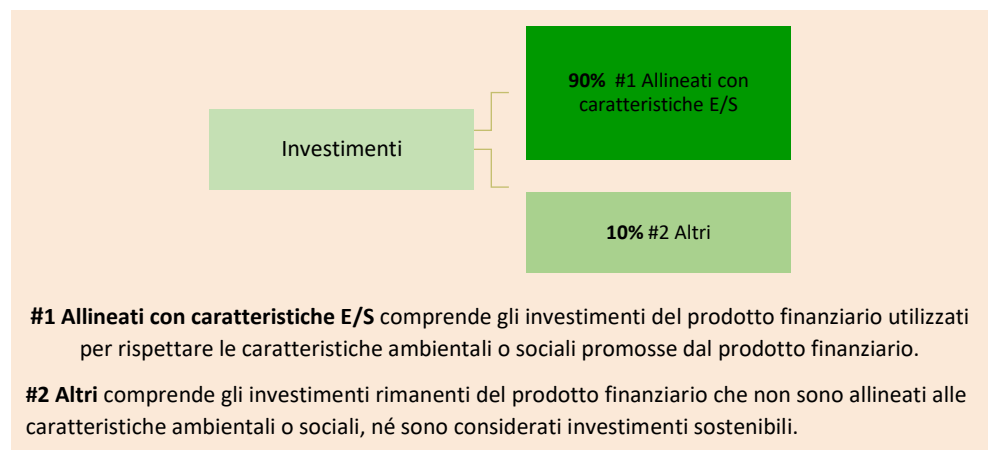 90% #1 Allineati con
caratteristiche E/S
Investimenti
10% #2 Altri
#1 Allineati con caratteristiche E/S comprende gli investimenti del prodotto finanziario utilizzati
per rispettare le caratteristiche ambientali o sociali promosse dal prodotto finanziario.
#2 Altri comprende gli investimenti rimanenti del prodotto finanziario che non sono allineati alle
caratteristiche ambientali o sociali, né sono considerati investimenti sostenibili.